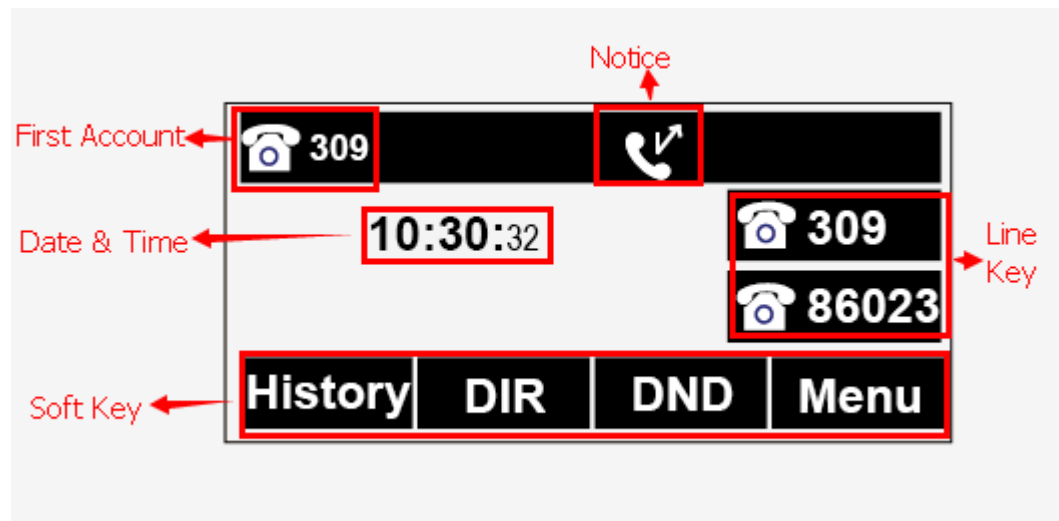 Notice
First Account
309
Date & Time
10:30:32
309
86023
Line
Key
Soft Key
History DIR DND Menu